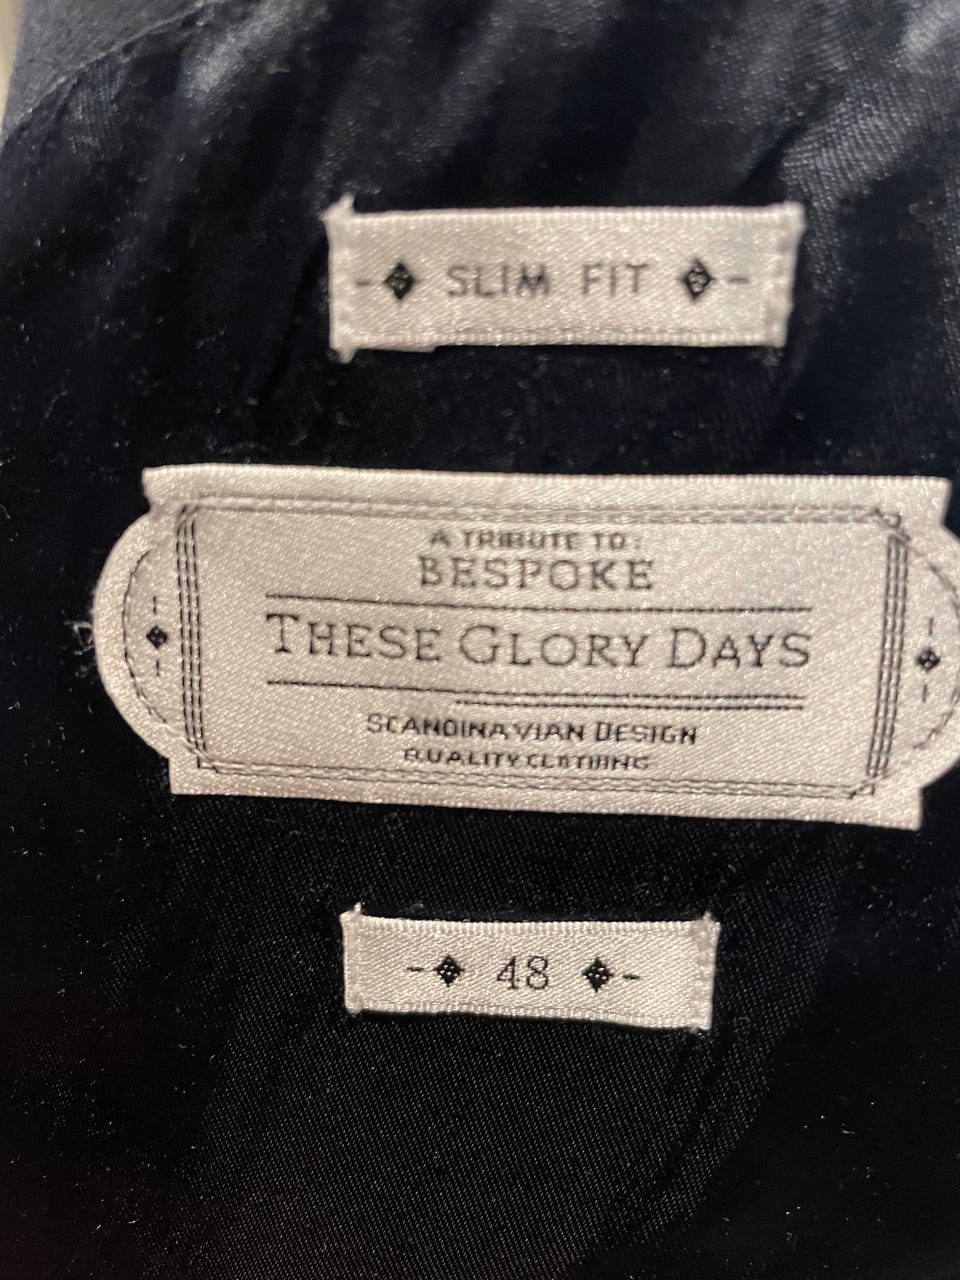 SLIM FIT
A TRIBUTE TO:
BESPOKE
THESE GLORY DAYS
SCANDINAVIAN DESIGN
QUALITY CLOTHING
- 48 -